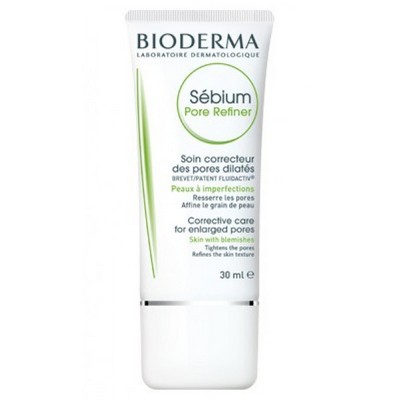 BIODERMA
LABORATOIRE DERMATOLOGIQUE
Sébium
Pore Refiner
Soin correcteur
des pores dilatés
BREVET/PATENT FLUIDACTIV®
Peaux à imperfections
Resserre les pores
Affine le grain de peau
Corrective care
for enlarged pores
Skin with blemishes
Tightens the pores
Refines the skin texture
30 ml ℮